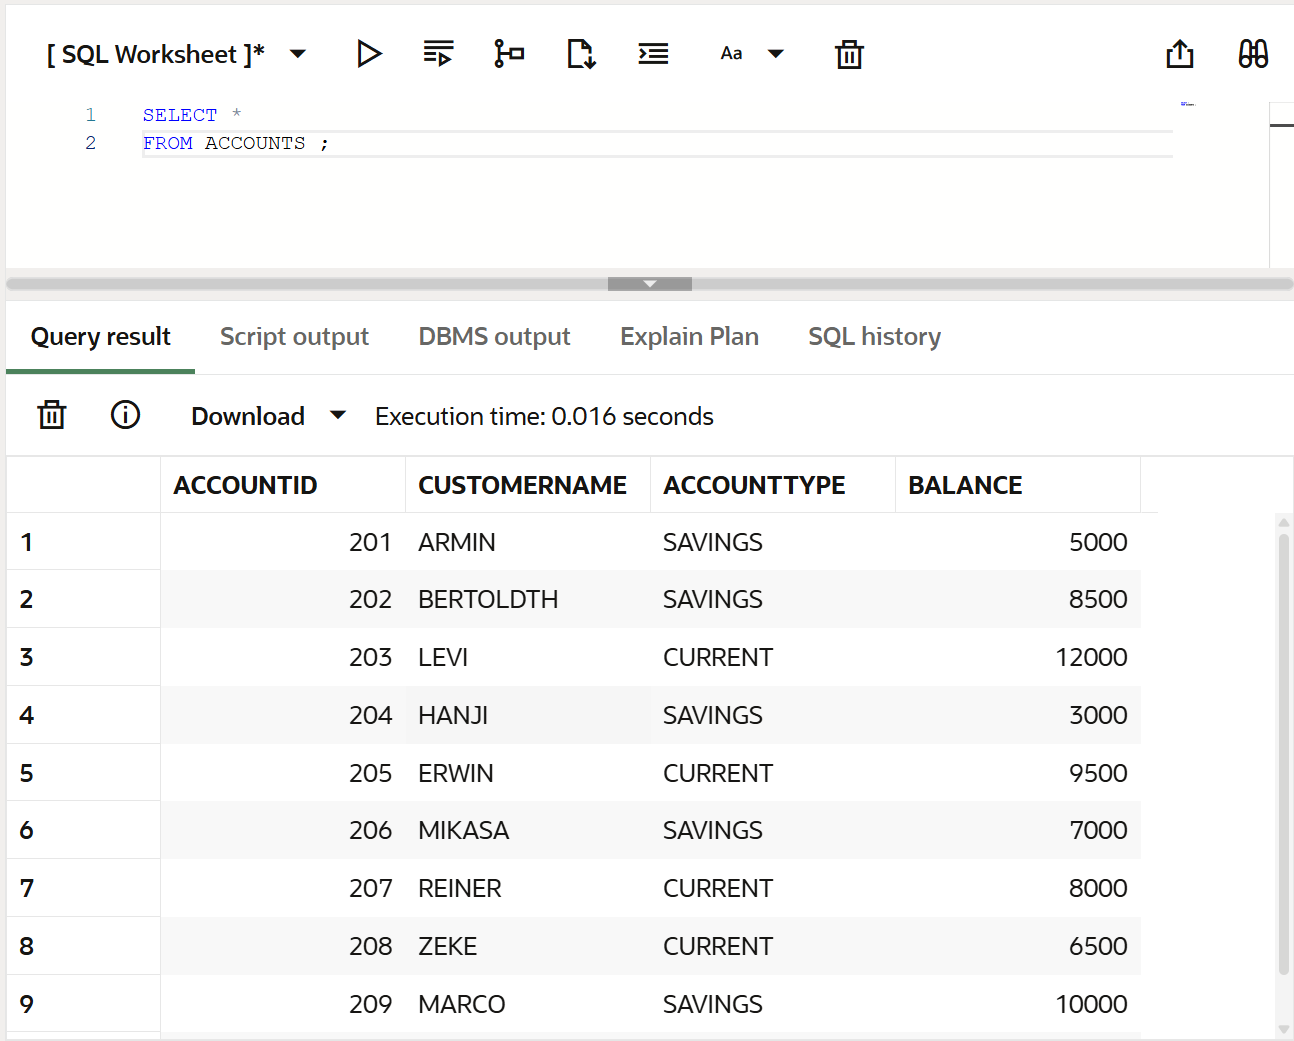 [ SQL Worksheet ]* Aa
1 SELECT *
2 FROM ACCOUNTS ;
Query result Script output DBMS output Explain Plan SQL history
Download Execution time: 0.016 seconds
ACCOUNTID CUSTOMERNAME ACCOUNTTYPE BALANCE
1 201 ARMIN SAVINGS 5000
2 202 BERTOLDTH SAVINGS 8500
3 203 LEVI CURRENT 12000
4 204 HANJI SAVINGS 3000
5 205 ERWIN CURRENT 9500
6 206 MIKASA SAVINGS 7000
7 207 REINER CURRENT 8000
8 208 ZEKE CURRENT 6500
9 209 MARCO SAVINGS 10000